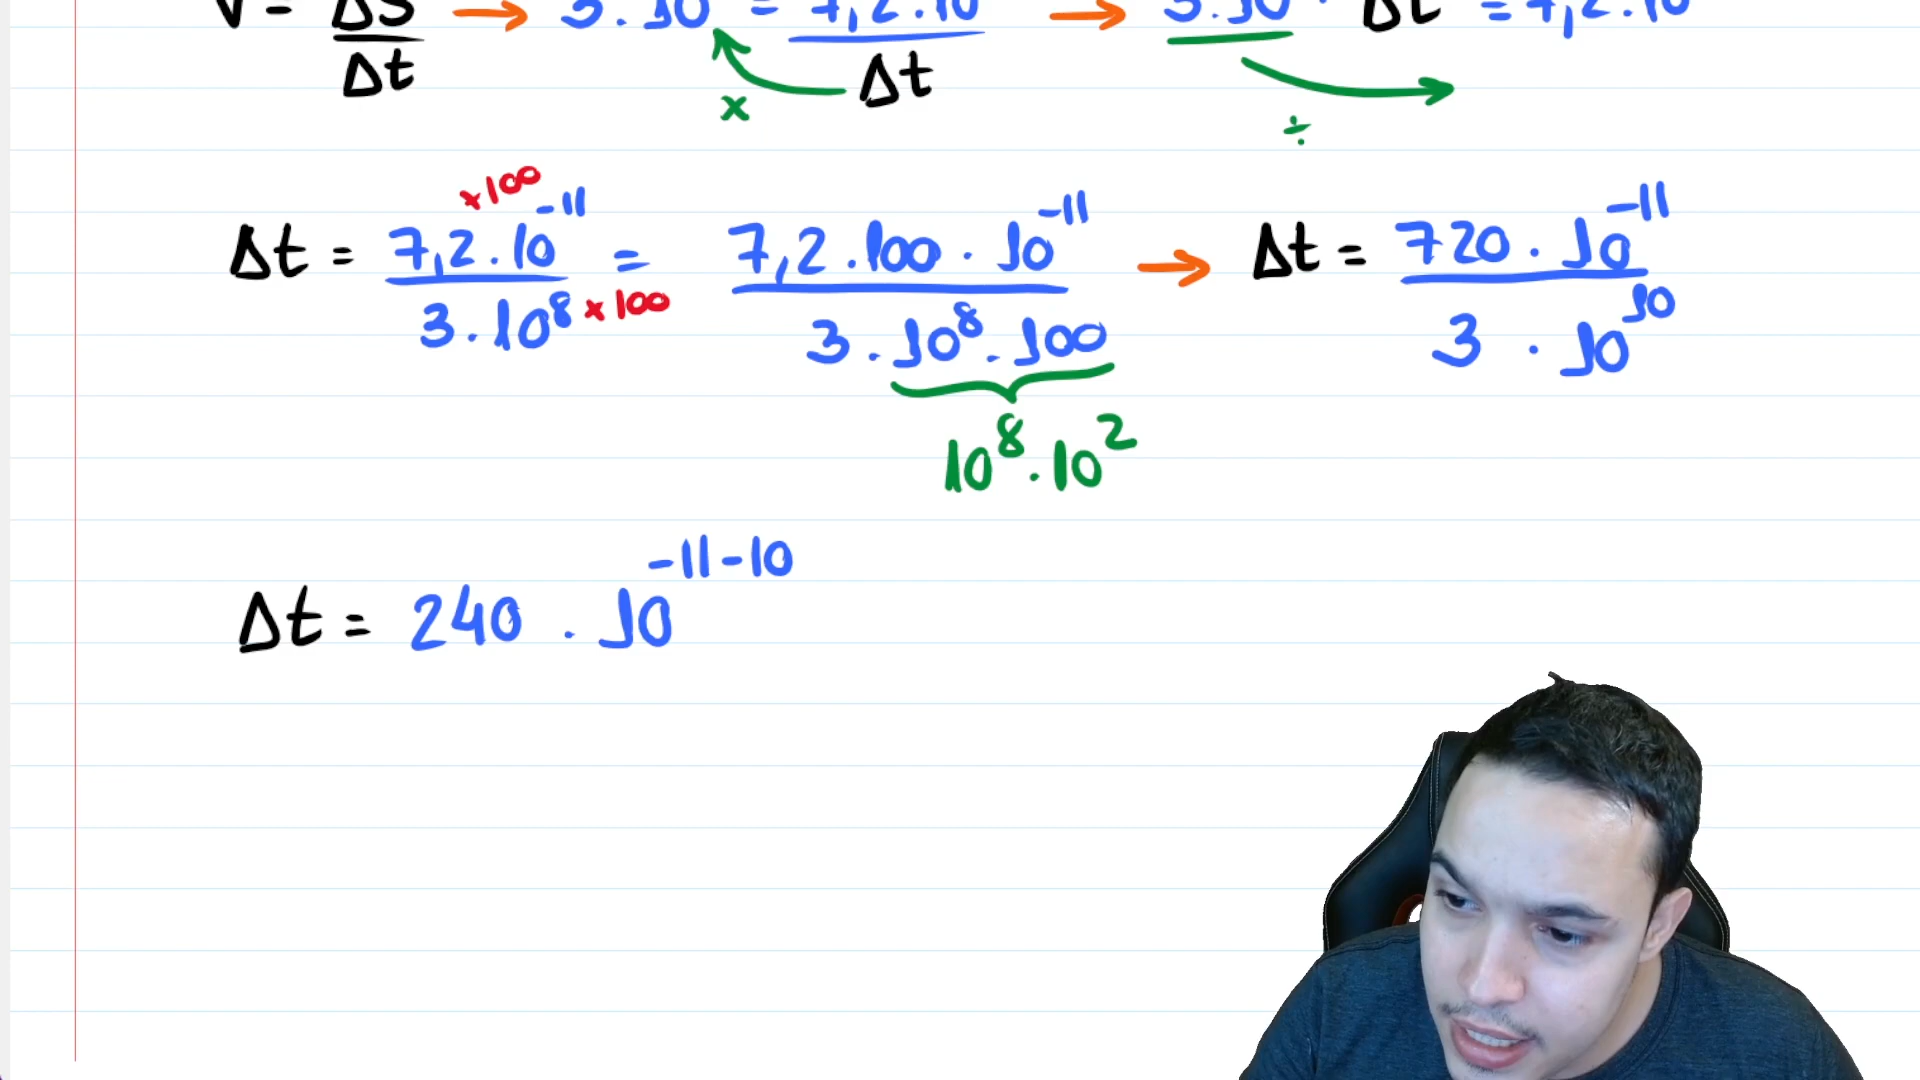 V = ΔS/Δt → 3.10 = 7,2.10/Δt → 3.10 . Δt = 7,2.10
x ÷
Δt = 7,2.10^-11 x100 / 3.10^8 x100 = 7,2.100.10^-11 / 3.10^8.100 → Δt = 720.10^-11 / 3.10^10
10^8.10^2
Δt = 240.10^-11-10